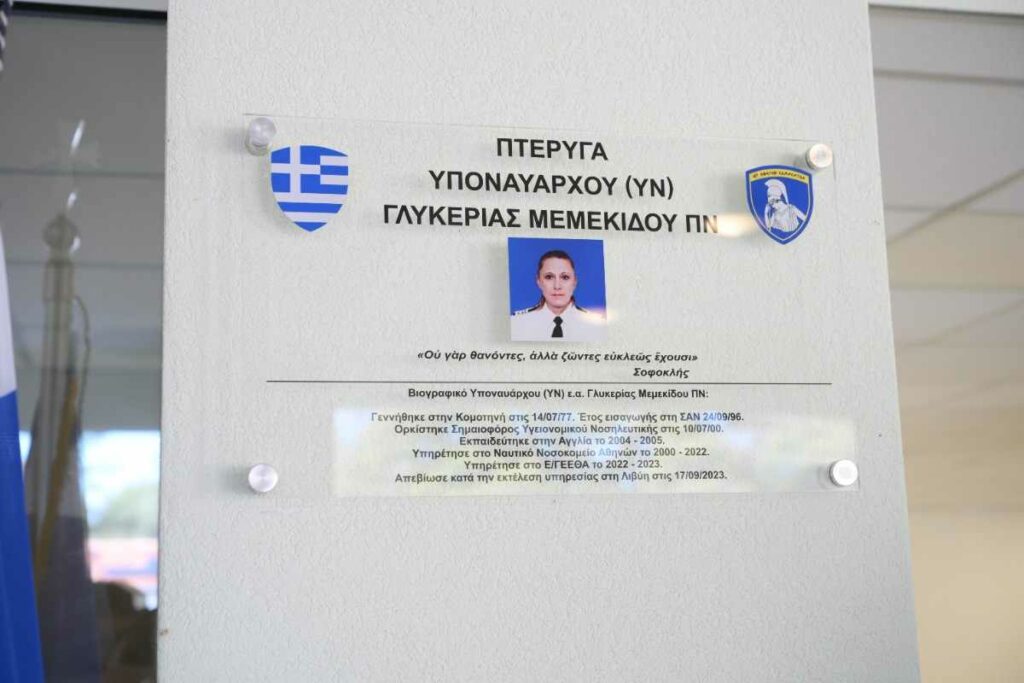 ΠΤΕΡΥΓΑ
ΥΠΟΝΑΥΑΡΧΟΥ (ΥΝ)
ΓΛΥΚΕΡΙΑΣ ΜΕΜΕΚΙΔΟΥ ΠΝ
«Οὐ γὰρ θανόντες, ἀλλὰ ζῶντες εὐκλεῶς ἔχουσι»
Σοφοκλής
Βιογραφικό Υποναυάρχου (ΥΝ) ε.α. Γλυκερίας Μεμεκίδου ΠΝ:
Γεννήθηκε στην Κομοτηνή στις 14/07/77. Έτος εισαγωγής στη ΣΑΝ 24/09/96.
Ορκίστηκε Σημαιοφόρος Υγειονομικού Νοσηλευτικής στις 10/07/00.
Εκπαιδεύτηκε στην Αγγλία το 2004 - 2005.
Υπηρέτησε στο Ναυτικό Νοσοκομείο Αθηνών το 2000 - 2022.
Υπηρέτησε στο Ε/ΓΕΕΘΑ το 2022 - 2023.
Απεβίωσε κατά την εκτέλεση υπηρεσίας στη Λιβύη στις 17/09/2023.